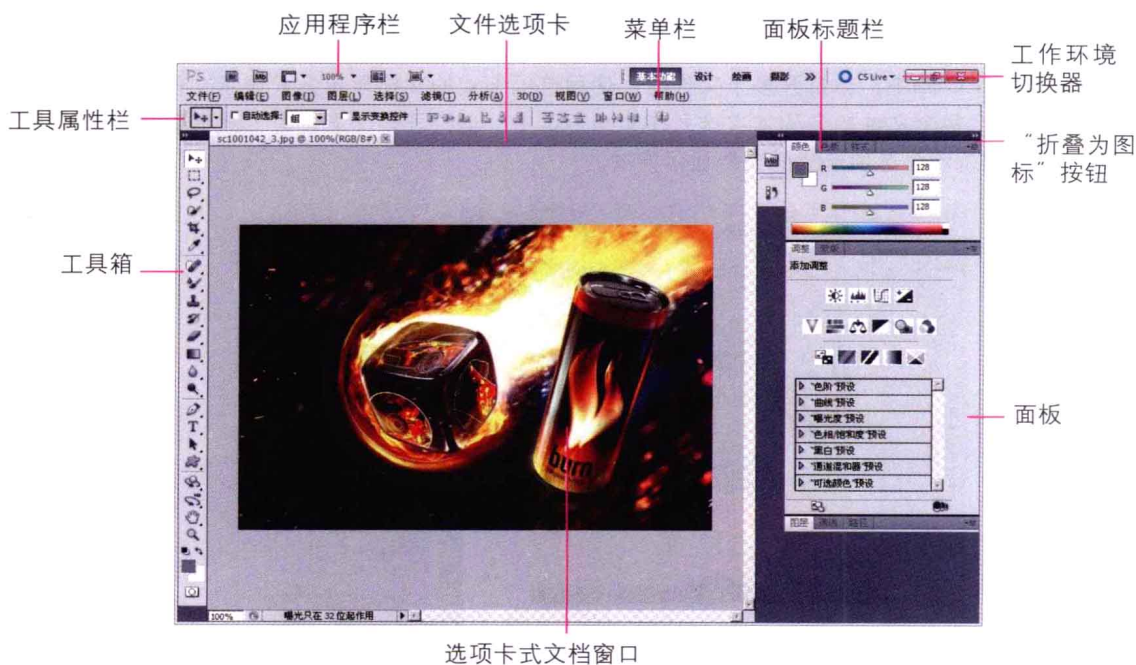 应用程序栏 文件选项卡 菜单栏 面板标题栏
工作环境
切换器
Ps Mb 100% 基本功能 设计 绘画 摄影 CS Live
文件(F) 编辑(E) 图像(I) 图层(L) 选择(S) 滤镜(T) 分析(A) 3D(D) 视图(V) 窗口(W) 帮助(H)
工具属性栏
自动选择: 组 显示变换控件
sc1001042_3.jpg @ 100%(RGB/8#)
“折叠为图
标”按钮
颜色 色板 样式
Mb
R 128
G 128
B 128
工具箱
调整 蒙版
添加调整
burn
面板
"色阶"预设
"曲线"预设
"曝光度"预设
"色相/饱和度"预设
"黑白"预设
"通道混和器"预设
"可选颜色"预设
图层 通道 路径
100% 曝光只在 32 位起作用
选项卡式文档窗口